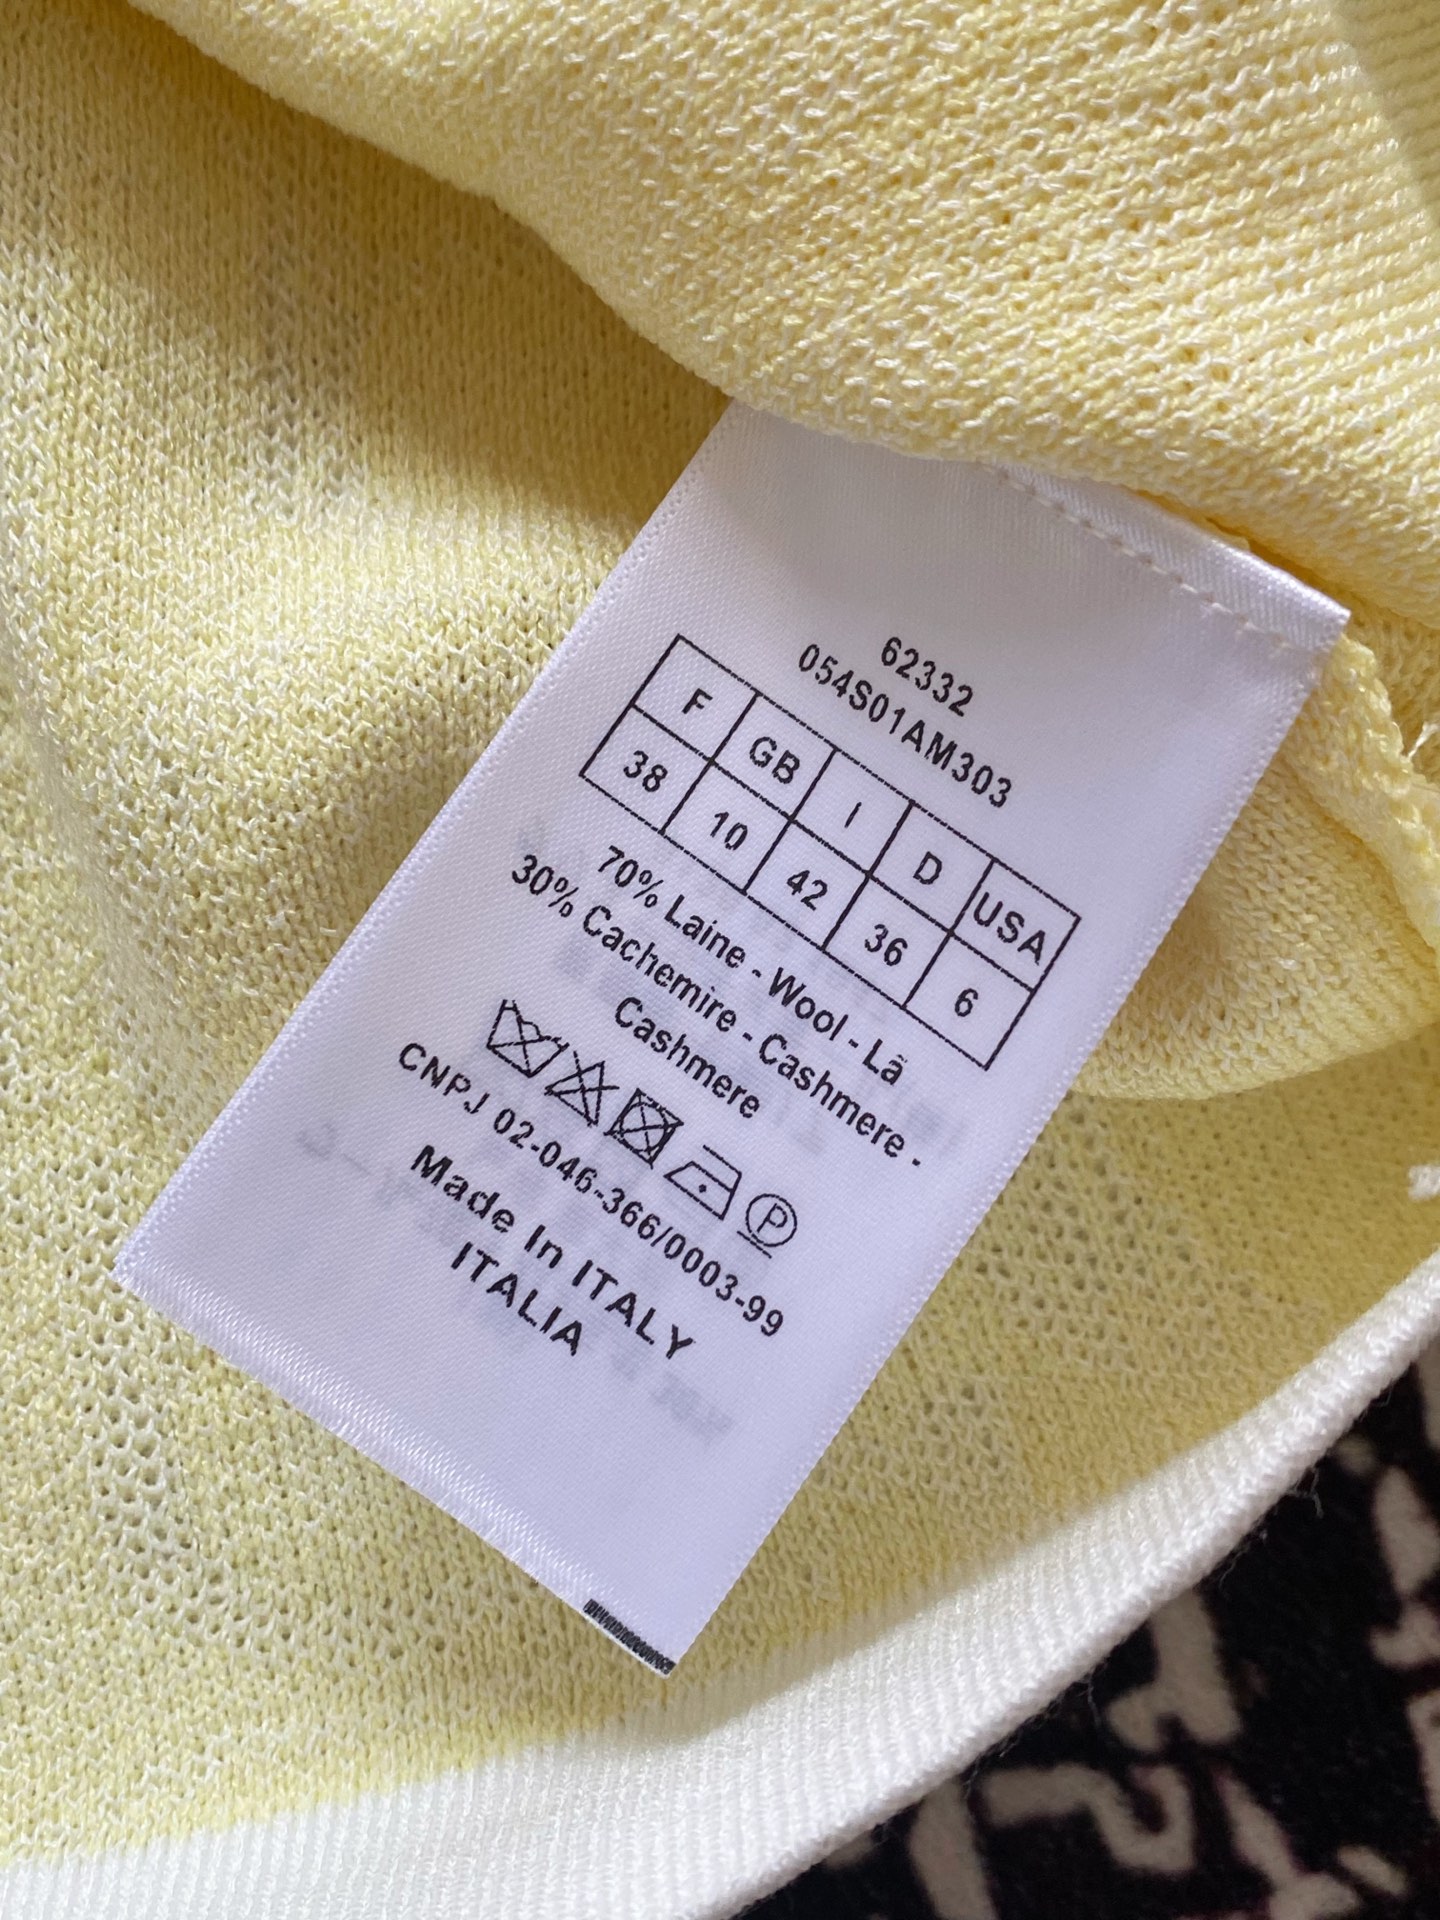 62332
054S01AM303
F GB I D USA
38 10 42 36 6
70% Laine - Wool - Lã
30% Cachemire - Cashmere -
Cashmere
P
CNPJ 02-046-366/0003-99
Made In ITALY
ITALIA